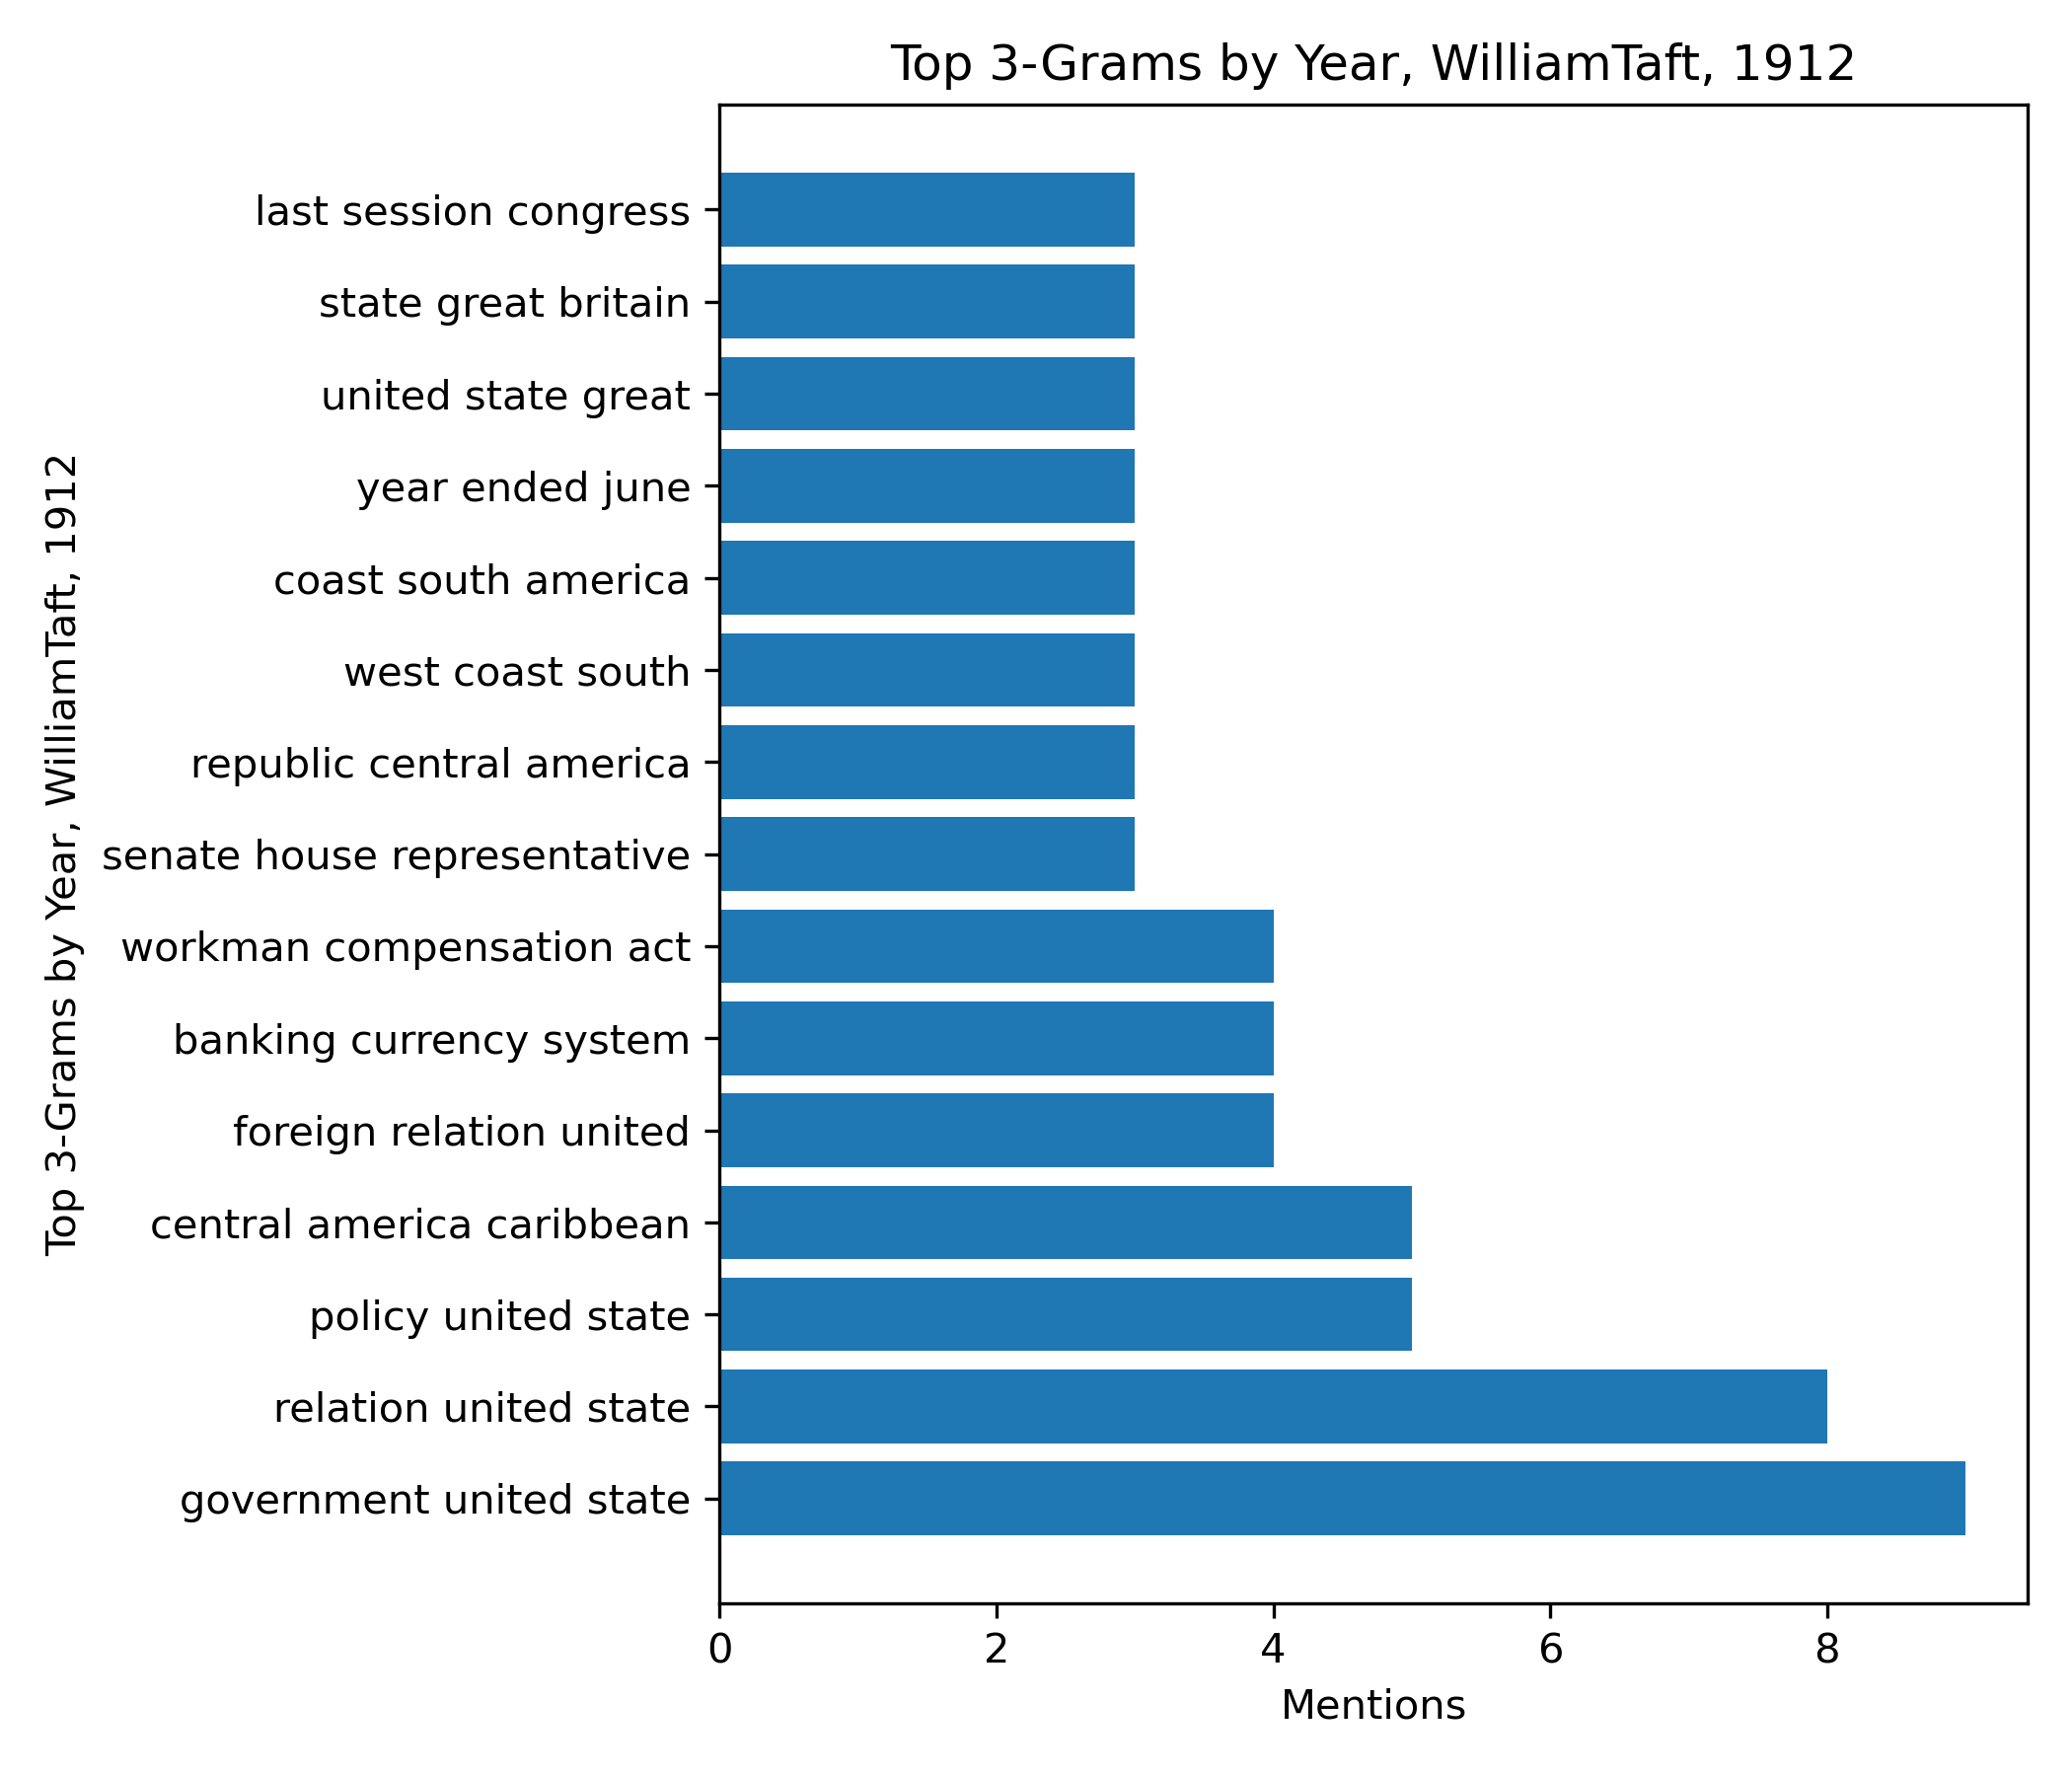 Top 3-Grams by Year, WilliamTaft, 1912
Top 3-Grams by Year, WilliamTaft, 1912
last session congress
state great britain
united state great
year ended june
coast south america
west coast south
republic central america
senate house representative
workman compensation act
banking currency system
foreign relation united
central america caribbean
policy united state
relation united state
government united state
0 2 4 6 8
Mentions